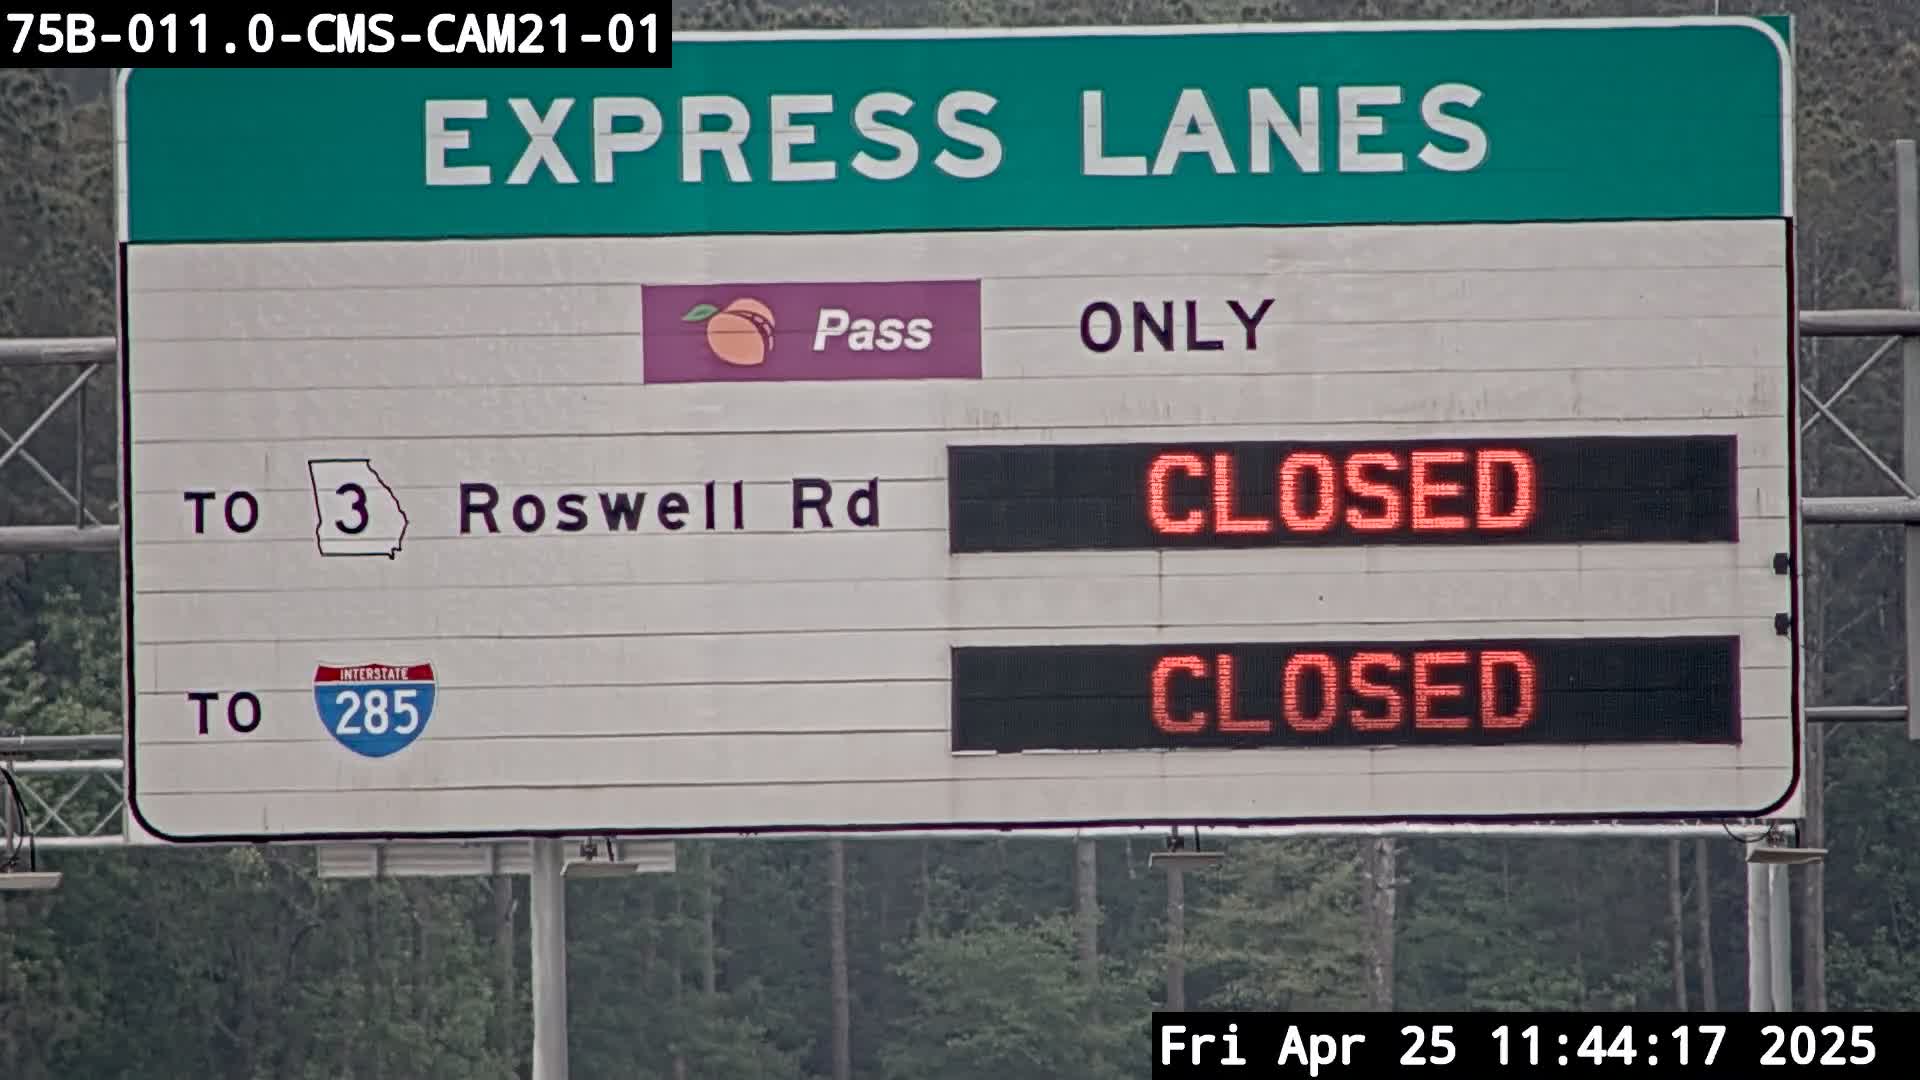 75B-011.0-CMS-CAM21-01
EXPRESS LANES
Pass ONLY
TO 3 Roswell Rd CLOSED
INTERSTATE
TO 285 CLOSED
Fri Apr 25 11:44:17 2025